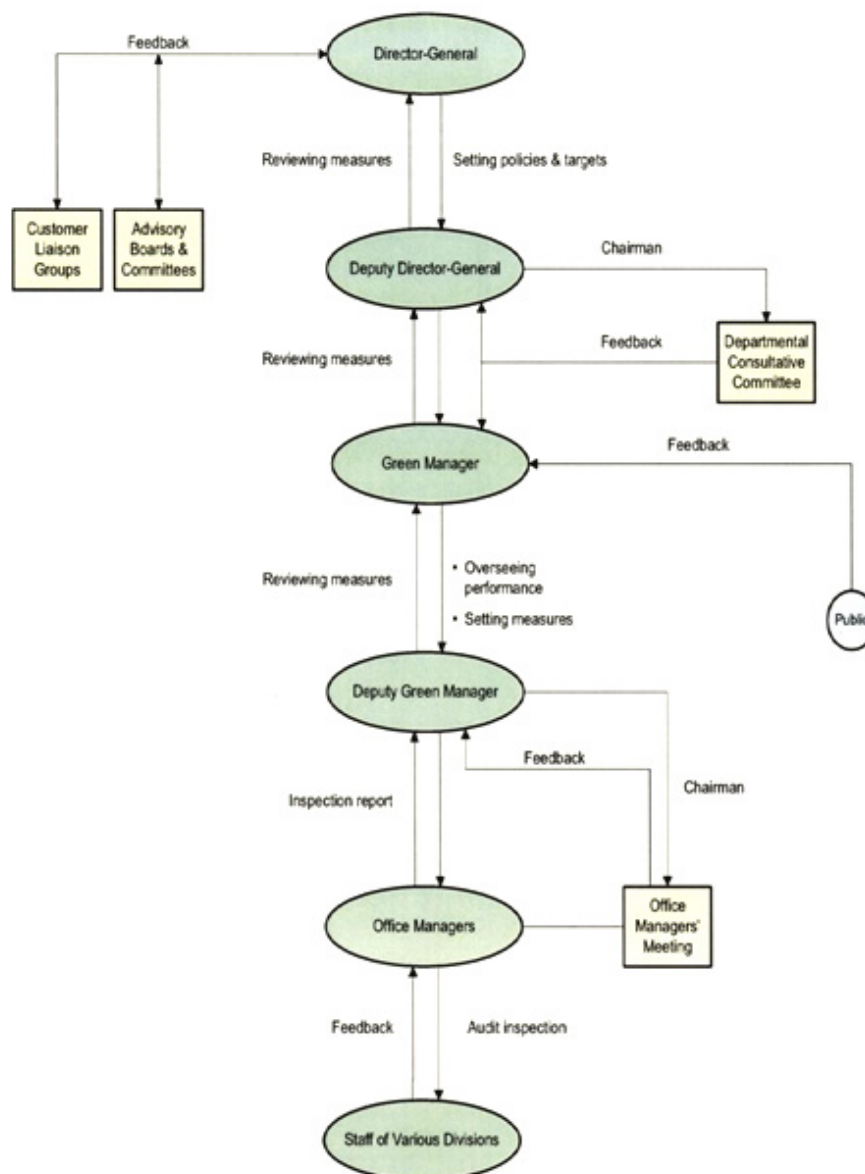 Feedback
Director-General
Reviewing measures
Setting policies & targets
Customer
Liaison
Groups
Advisory
Boards &
Committees
Deputy Director-General
Chairman
Reviewing measures
Feedback
Departmental
Consultative
Committee
Green Manager
Feedback
Reviewing measures
• Overseeing
performance
• Setting measures
Public
Deputy Green Manager
Feedback
Inspection report
Chairman
Office Managers
Office
Managers'
Meeting
Feedback
Audit inspection
Staff of Various Divisions